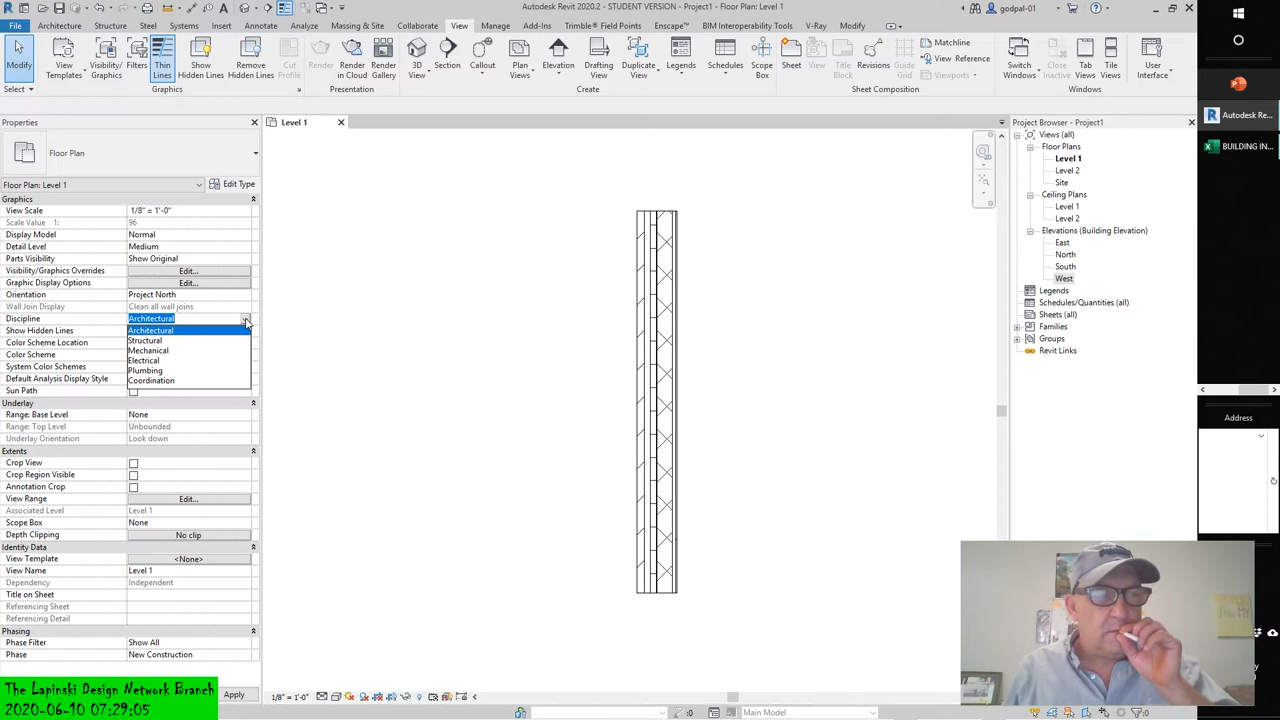 Autodesk Revit 2020.2 - STUDENT VERSION - Project1 - Floor Plan: Level 1
godpal-01
File Architecture Structure Steel Systems Insert Annotate Analyze Massing & Site Collaborate View Manage Add-Ins Trimble® Field Points Enscape™ BIM Interoperability Tools V-Ray Modify
Modify
View Templates
Visibility/ Graphics
Filters
Thin Lines
Show Hidden Lines
Remove Hidden Lines
Cut Profile
Render
Render in Cloud
Render Gallery
3D View
Section
Callout
Plan Views
Elevation
Drafting View
Duplicate View
Legends
Schedules
Scope Box
Sheet
View
Title Block
Revisions
Guide Grid
Matchline
View Reference
Viewports
Switch Windows
Close Inactive
Tab Views
Tile Views
User Interface
Select
Graphics
Presentation
Create
Sheet Composition
Windows
Properties
Level 1
Project Browser - Project1
Floor Plan
Floor Plan: Level 1
Edit Type
Graphics
View Scale 1/8" = 1'-0"
Scale Value 1: 96
Display Model Normal
Detail Level Medium
Parts Visibility Show Original
Visibility/Graphics Overrides Edit...
Graphic Display Options Edit...
Orientation Project North
Wall Join Display Clean all wall joins
Discipline Architectural
Show Hidden Lines
Color Scheme Location
Color Scheme
System Color Schemes
Default Analysis Display Style
Sun Path
Architectural
Structural
Mechanical
Electrical
Plumbing
Coordination
Underlay
Range: Base Level None
Range: Top Level Unbounded
Underlay Orientation Look down
Extents
Crop View
Crop Region Visible
Annotation Crop
View Range Edit...
Associated Level Level 1
Scope Box None
Depth Clipping No clip
Identity Data
View Template <None>
View Name Level 1
Dependency Independent
Title on Sheet
Referencing Sheet
Referencing Detail
Phasing
Phase Filter Show All
Phase New Construction
Apply
Views (all)
Floor Plans
Level 1
Level 2
Site
Ceiling Plans
Level 1
Level 2
Elevations (Building Elevation)
East
North
South
West
Legends
Schedules/Quantities (all)
Sheets (all)
Families
Groups
Revit Links
Autodesk Re...
BUILDING IN...
Address
The Lapinski Design Network Branch
2020-06-10 07:29:05
1/8" = 1'-0"
:0
Main Model
:0